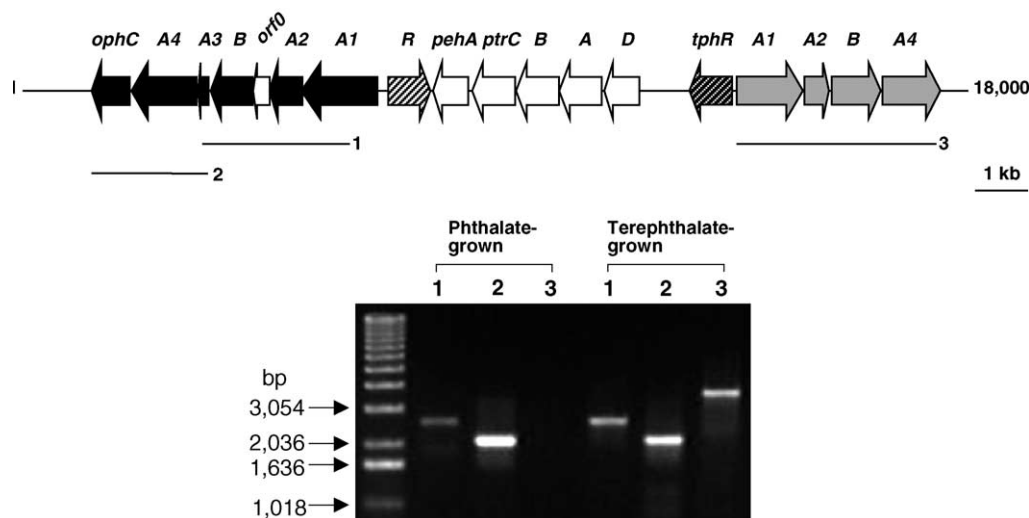 ophC A4 A3 B orf0 A2 A1 R pehA ptrC B A D tphR A1 A2 B A4
18,000
1
3
2
1 kb
Phthalate-
grown
Terephthalate-
grown
1 2 3 1 2 3
bp
3,054
2,036
1,636
1,018